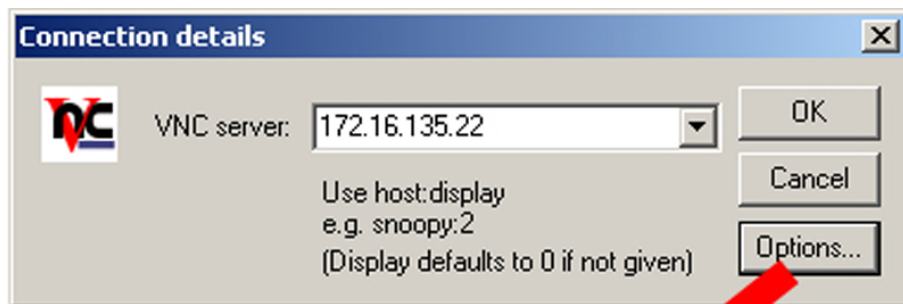 Connection details
VNC
VNC server:
172.16.135.22
OK
Use host:display
Cancel
e.g. snoopy:2
(Display defaults to 0 if not given)
Options...